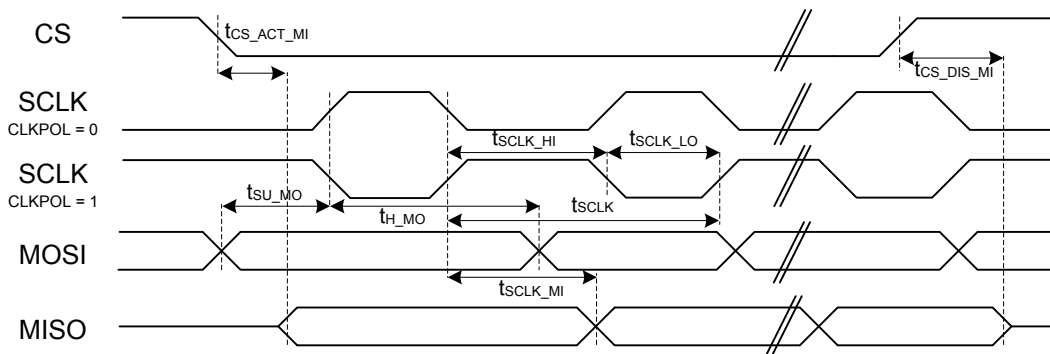 CS
tCS_ACT_MI
tCS_DIS_MI
SCLK
CLKPOL = 0
tSCLK_HI
tSCLK_LO
SCLK
CLKPOL = 1
tSU_MO
tH_MO
tSCLK
MOSI
tSCLK_MI
MISO